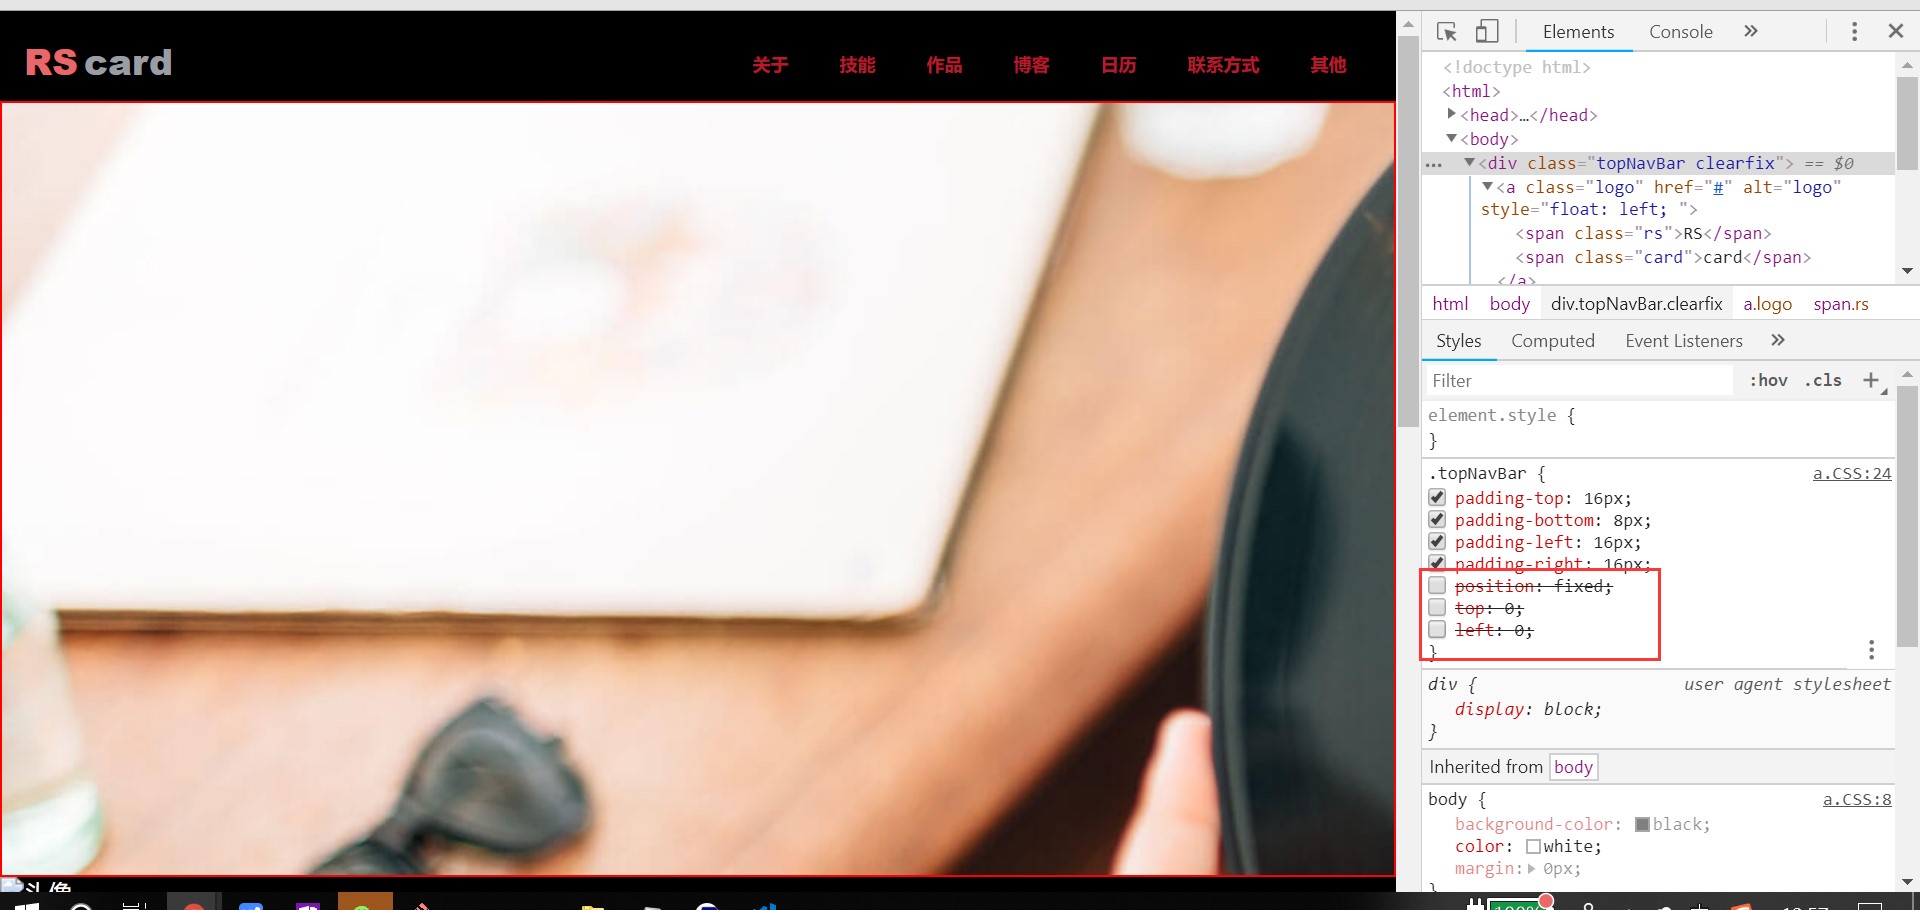 RS card
关于 技能 作品 博客 日历 联系方式 其他
Elements Console »
<!doctype html>
<html>
<head>…</head>
<body>
… <div class="topNavBar clearfix"> == $0
<a class="logo" href="#" alt="logo"
style="float: left; ">
<span class="rs">RS</span>
<span class="card">card</span>
</a>
html body div.topNavBar.clearfix a.logo span.rs
Styles Computed Event Listeners »
Filter :hov .cls +
element.style {
}
.topNavBar { a.CSS:24
padding-top: 16px;
padding-bottom: 8px;
padding-left: 16px;
padding-right: 16px;
position: fixed;
top: 0;
left: 0;
}
div { user agent stylesheet
display: block;
}
Inherited from body
body { a.CSS:8
background-color: black;
color: white;
margin: 0px;
}
头像
100%